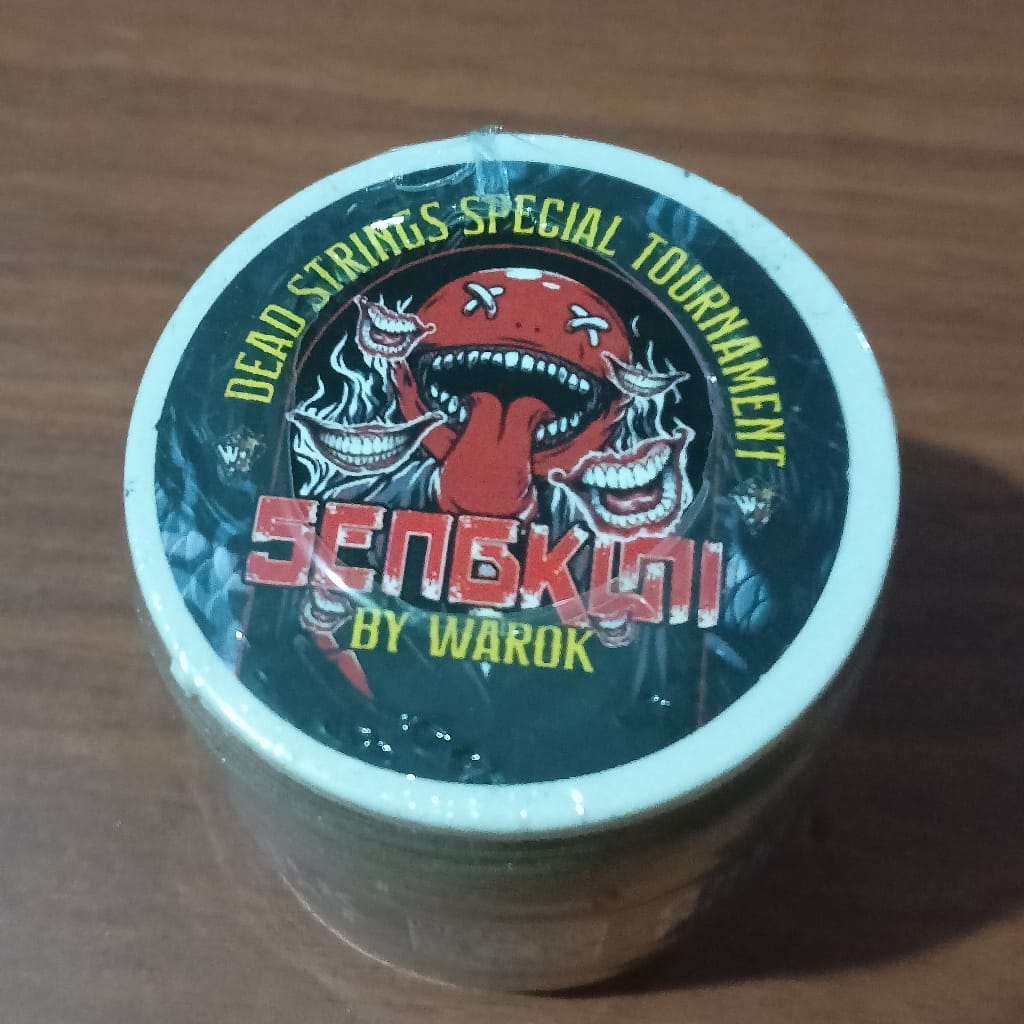 DEAD STRINGS SPECIAL TOURNAMENT
SENGKUNI
BY WAROK